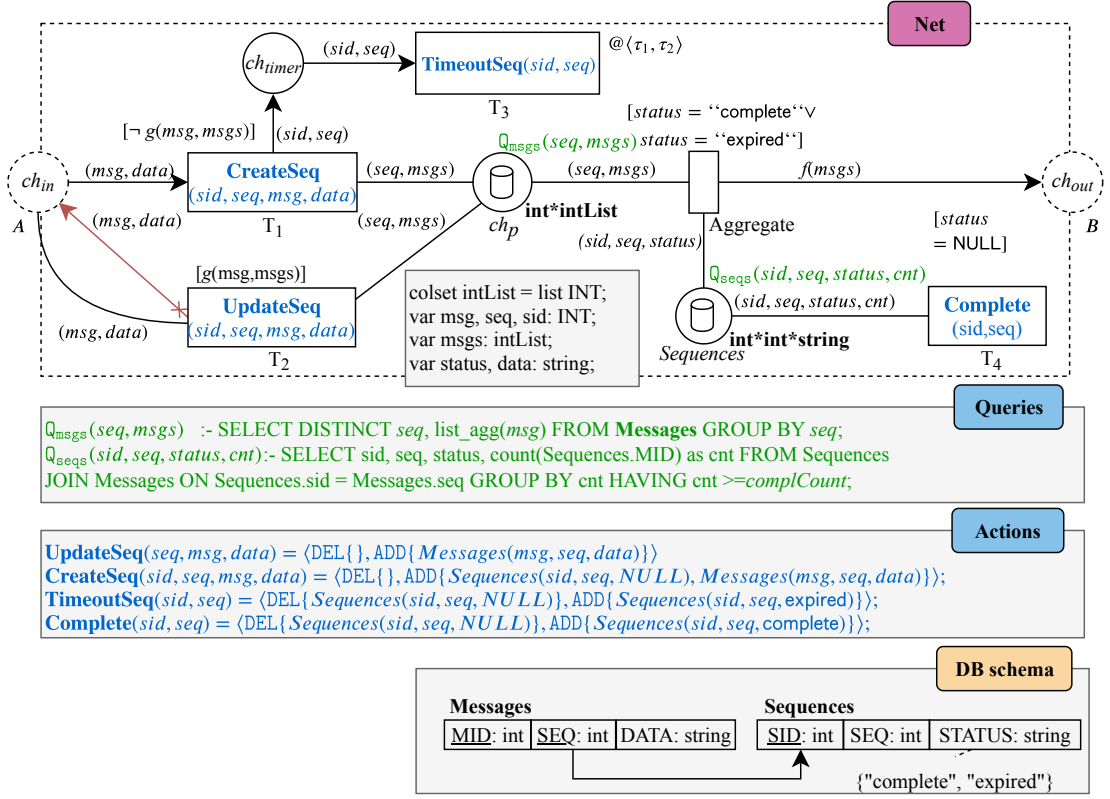 Net
(sid, seq)
@⟨τ1, τ2⟩
ch_timer
TimeoutSeq(sid, seq)
T3
[status = ‘‘complete‘‘∨
status = ‘‘expired‘‘]
[¬ g(msg, msgs)]
(sid, seq)
Q_msgs(seq, msgs)
ch_in
(msg, data)
CreateSeq
(sid, seq, msg, data)
(seq, msgs)
(seq, msgs)
f(msgs)
ch_out
A
(msg, data)
T1
(seq, msgs)
int*intList
ch_p
Aggregate
[status
= NULL]
B
(sid, seq, status)
[g(msg,msgs)]
Q_seqs(sid, seq, status, cnt)
UpdateSeq
(sid, seq, msg, data)
(msg, data)
T2
colset intList = list INT;
var msg, seq, sid: INT;
var msgs: intList;
var status, data: string;
(sid, seq, status, cnt)
Complete
(sid,seq)
int*int*string
Sequences
T4
Queries
Q_msgs(seq, msgs) :- SELECT DISTINCT seq, list_agg(msg) FROM Messages GROUP BY seq;
Q_seqs(sid, seq, status, cnt):- SELECT sid, seq, status, count(Sequences.MID) as cnt FROM Sequences
JOIN Messages ON Sequences.sid = Messages.seq GROUP BY cnt HAVING cnt >=complCount;
Actions
UpdateSeq(seq, msg, data) = ⟨DEL{}, ADD{Messages(msg, seq, data)}⟩
CreateSeq(sid, seq, msg, data) = ⟨DEL{}, ADD{Sequences(sid, seq, NULL), Messages(msg, seq, data)}⟩;
TimeoutSeq(sid, seq) = ⟨DEL{Sequences(sid, seq, NULL)}, ADD{Sequences(sid, seq, expired)}⟩;
Complete(sid, seq) = ⟨DEL{Sequences(sid, seq, NULL)}, ADD{Sequences(sid, seq, complete)}⟩;
DB schema
Messages
MID: int SEQ: int DATA: string
Sequences
SID: int SEQ: int STATUS: string
{"complete", "expired"}